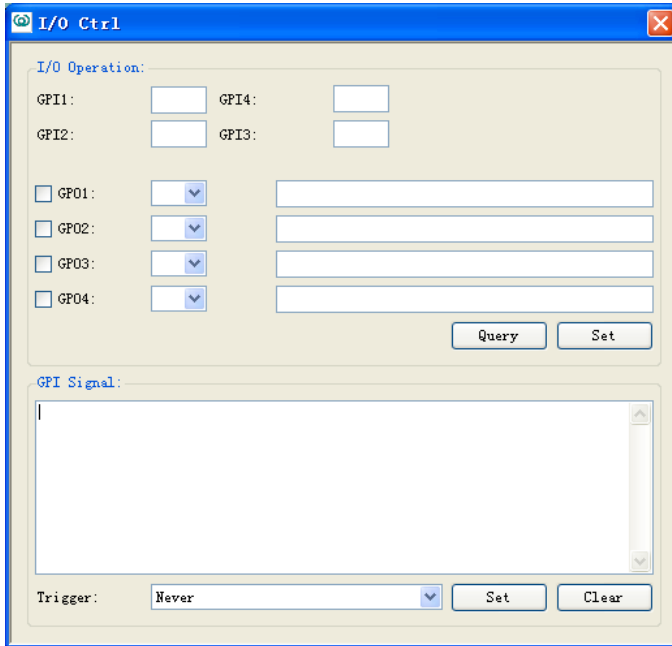 I/O Ctrl
I/O Operation:
GPI1: GPI4:
GPI2: GPI3:
GPO1:
GPO2:
GPO3:
GPO4:
Query Set
GPI Signal:
Trigger: Never Set Clear